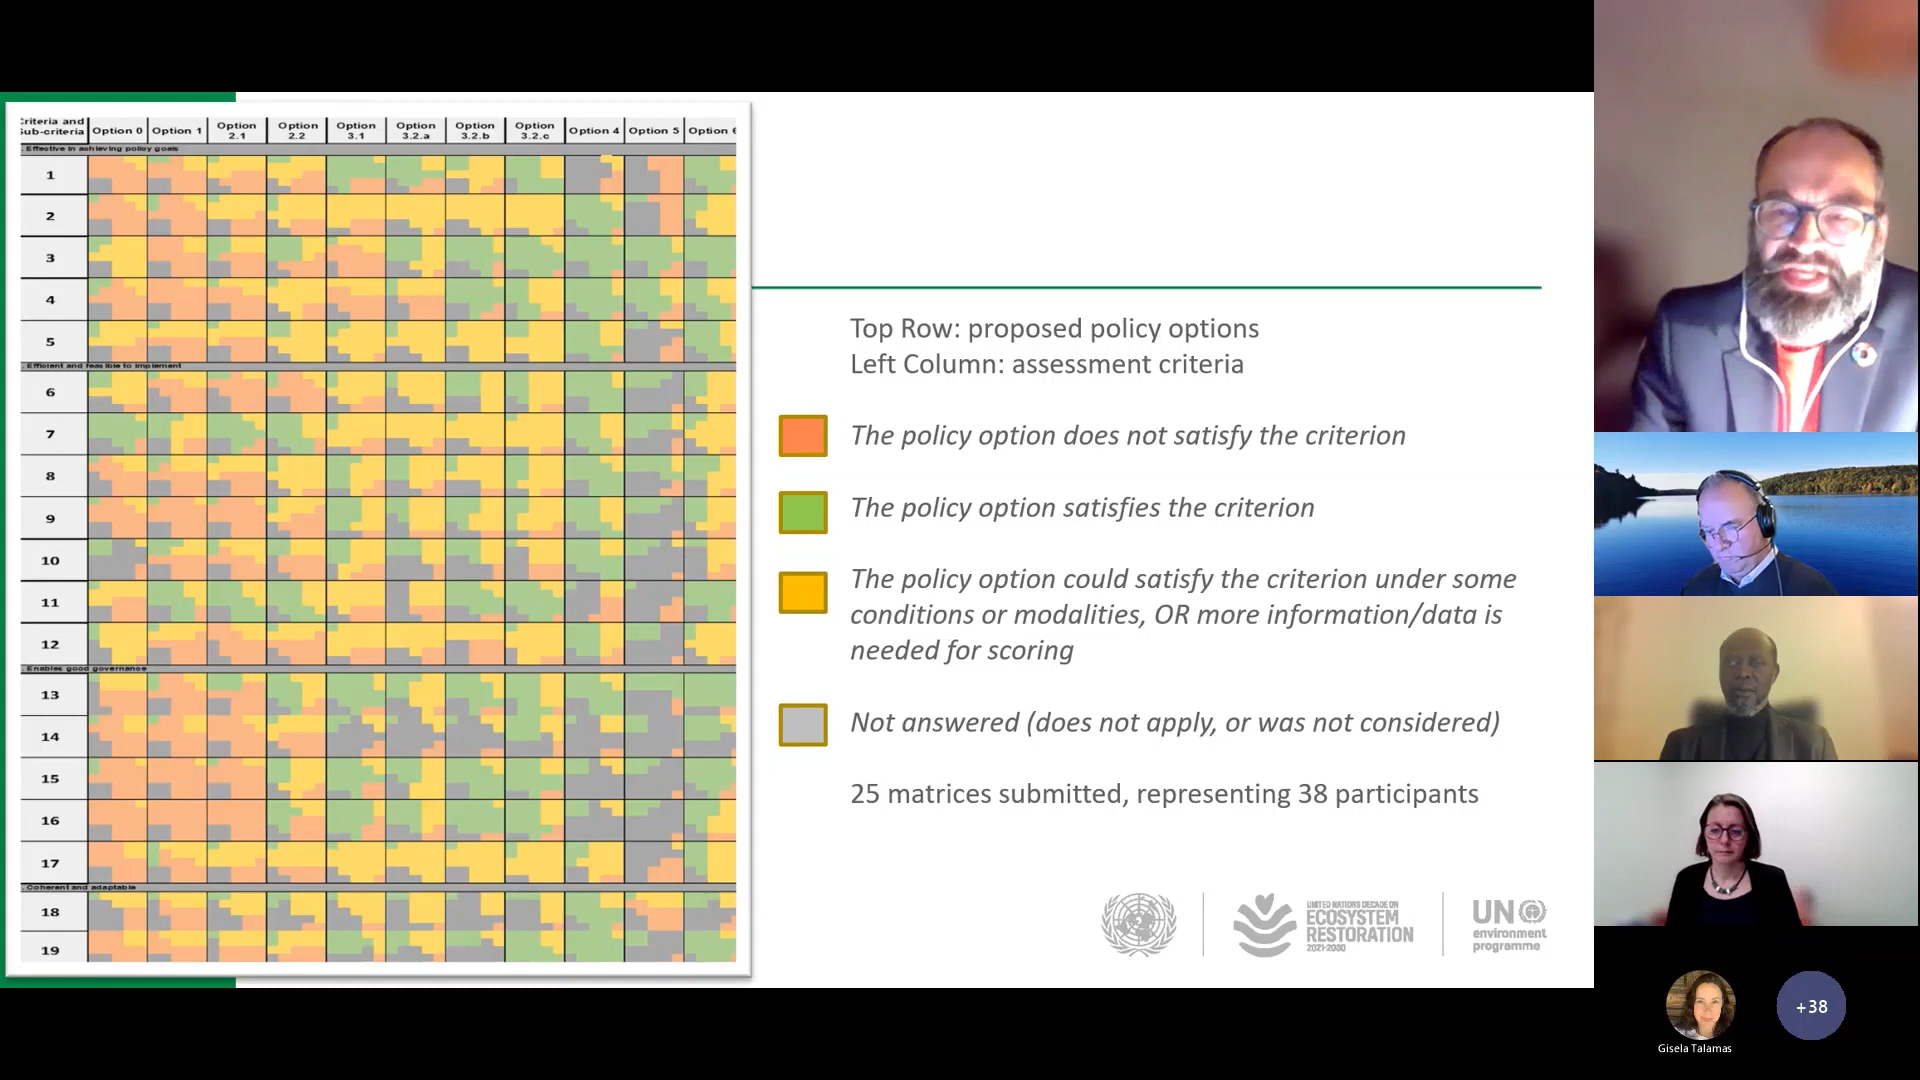 Criteria and
Sub-criteria
Option 0
Option 1
Option
2.1
Option
2.2
Option
3.1
Option
3.2.a
Option
3.2.b
Option
3.2.c
Option 4
Option 5
Option 6
. Effective in achieving policy goals
1
2
3
4
5
. Efficient and feasible to implement
6
7
8
9
10
11
12
. Enables good governance
13
14
15
16
17
. Coherent and adaptable
18
19
Top Row: proposed policy options
Left Column: assessment criteria
The policy option does not satisfy the criterion
The policy option satisfies the criterion
The policy option could satisfy the criterion under some
conditions or modalities, OR more information/data is
needed for scoring
Not answered (does not apply, or was not considered)
25 matrices submitted, representing 38 participants
UNITED NATIONS DECADE ON
ECOSYSTEM
RESTORATION
2021-2030
UN
environment
programme
Gisela Talamas
+38